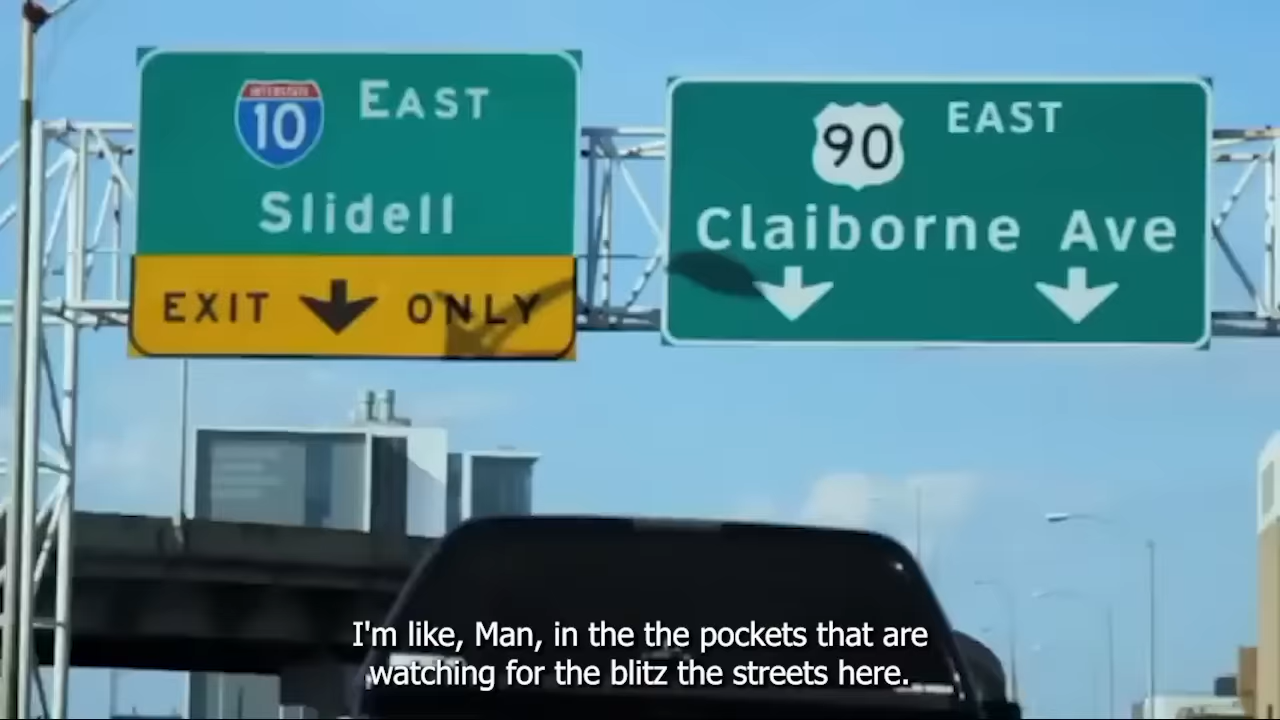 INTERSTATE
10
EAST
Slidell
EXIT ONLY
90
EAST
Claiborne Ave
I'm like, Man, in the the pockets that are
watching for the blitz the streets here.